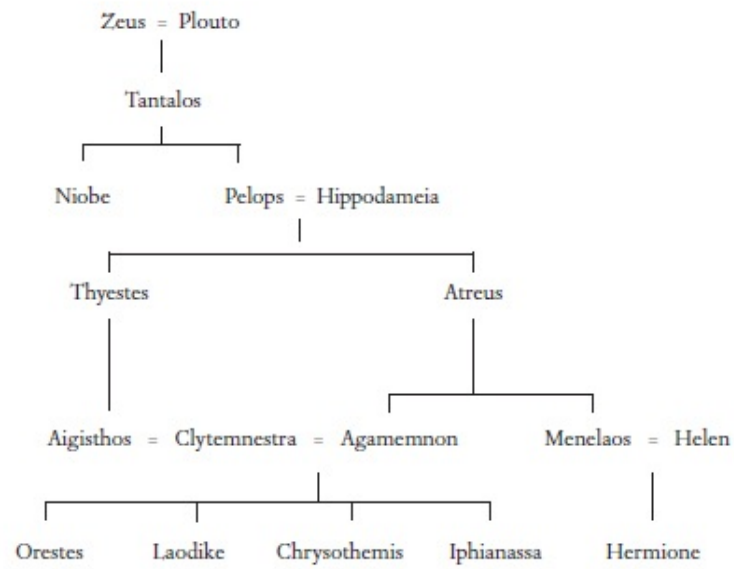 Zeus = Plouto
Tantalos
Niobe Pelops = Hippodameia
Thyestes Atreus
Aigisthos = Clytemnestra = Agamemnon Menelaos = Helen
Orestes Laodike Chrysothemis Iphianassa Hermione